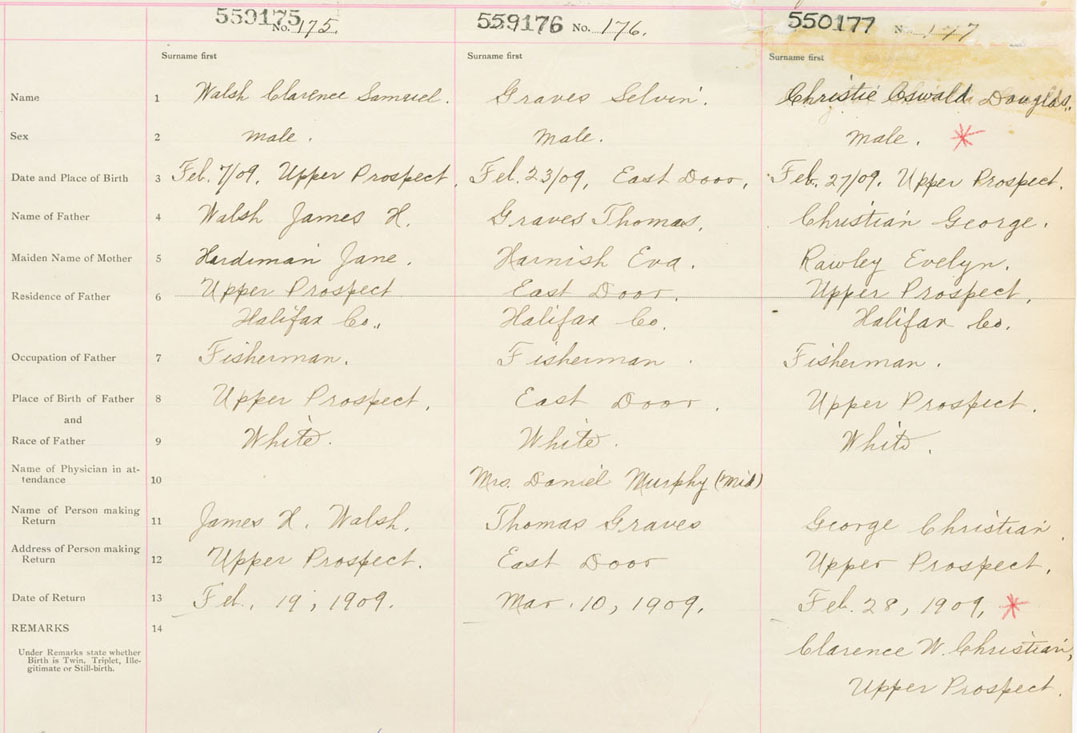 559175 No. 175. 559176 No. 176. 550177 177
Surname first Surname first Surname first
Name 1 Walsh Clarence Samuel. Graves Selvin. Christie Oswald Douglas.
Sex 2 male. male. male. *
Date and Place of Birth 3 Feb. 7/09. Upper Prospect. Feb. 23/09, East Door, Feb. 27/09. Upper Prospect.
Name of Father 4 Walsh James H. Graves Thomas, Christian George.
Maiden Name of Mother 5 Hardiman Jane. Harnish Eva. Rawley Evelyn.
Residence of Father 6 Upper Prospect East Door. Upper Prospect,
Halifax Co., Halifax Co. Halifax Co.
Occupation of Father 7 Fisherman. Fisherman. Fisherman.
Place of Birth of Father 8 Upper Prospect. East Door. Upper Prospect.
and
Race of Father 9 White. White. White.
Name of Physician in at-
tendance 10 Mrs. Daniel Murphy (mid)
Name of Person making
Return 11 James H. Walsh. Thomas Graves George Christian.
Address of Person making
Return 12 Upper Prospect. East Door Upper Prospect.
Date of Return 13 Feb. 19, 1909. Mar. 10, 1909. Feb. 28, 1909. *
REMARKS 14
Clarence W. Christian,
Under Remarks state whether
Birth is Twin, Triplet, Ille-
gitimate or Still-birth.
Upper Prospect.